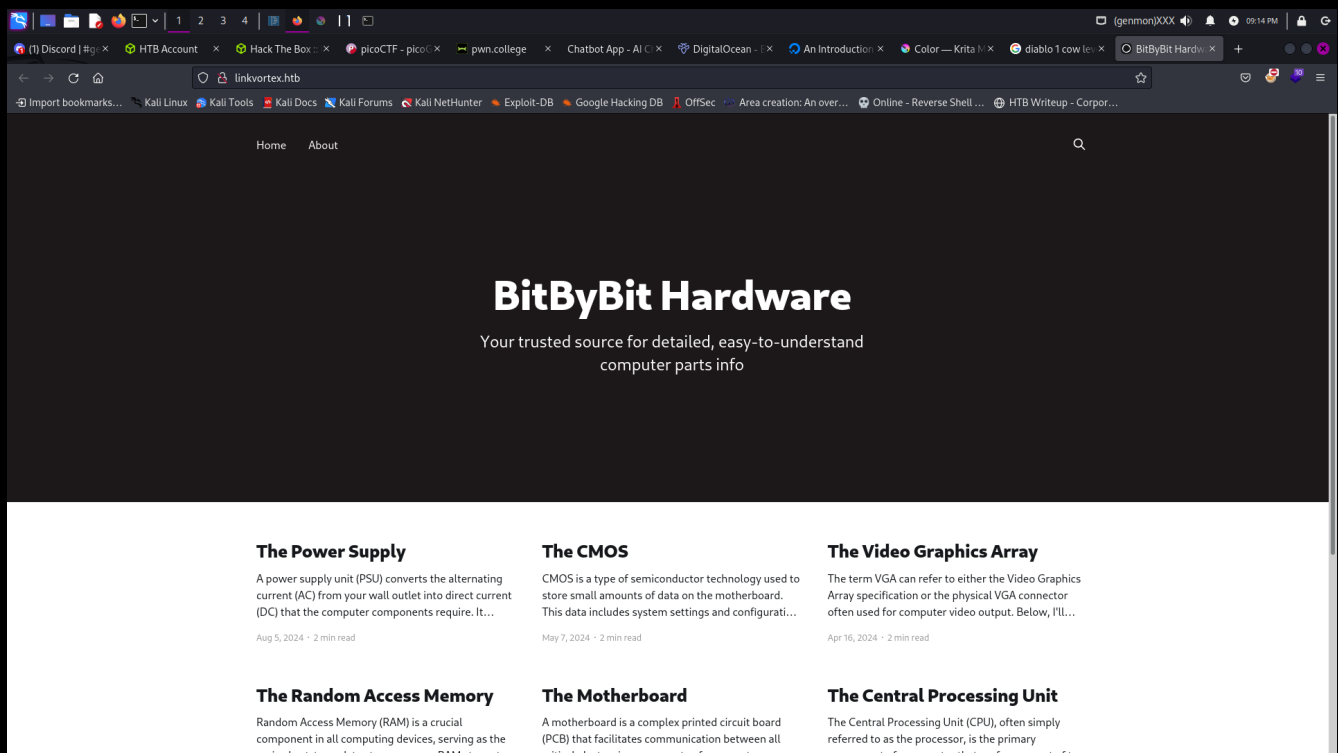 1 2 3 4 (genmon)XXX 09:14 PM
(1) Discord | #ge HTB Account Hack The Box :: picoCTF - picoG pwn.college Chatbot App - AI Ch DigitalOcean - An Introduction Color — Krita M diablo 1 cow lev BitByBit Hardw
linkvortex.htb 10
Import bookmarks... Kali Linux Kali Tools Kali Docs Kali Forums Kali NetHunter Exploit-DB Google Hacking DB OffSec Area creation: An over... Online - Reverse Shell ... HTB Writeup - Corpor...
Home About
BitByBit Hardware
Your trusted source for detailed, easy-to-understand
computer parts info
The Power Supply
A power supply unit (PSU) converts the alternating
current (AC) from your wall outlet into direct current
(DC) that the computer components require. It…
Aug 5, 2024 • 2 min read
The CMOS
CMOS is a type of semiconductor technology used to
store small amounts of data on the motherboard.
This data includes system settings and configurati…
May 7, 2024 • 2 min read
The Video Graphics Array
The term VGA can refer to either the Video Graphics
Array specification or the physical VGA connector
often used for computer video output. Below, I'll…
Apr 16, 2024 • 2 min read
The Random Access Memory
Random Access Memory (RAM) is a crucial
component in all computing devices, serving as the
The Motherboard
A motherboard is a complex printed circuit board
(PCB) that facilitates communication between all
The Central Processing Unit
The Central Processing Unit (CPU), often simply
referred to as the processor, is the primary